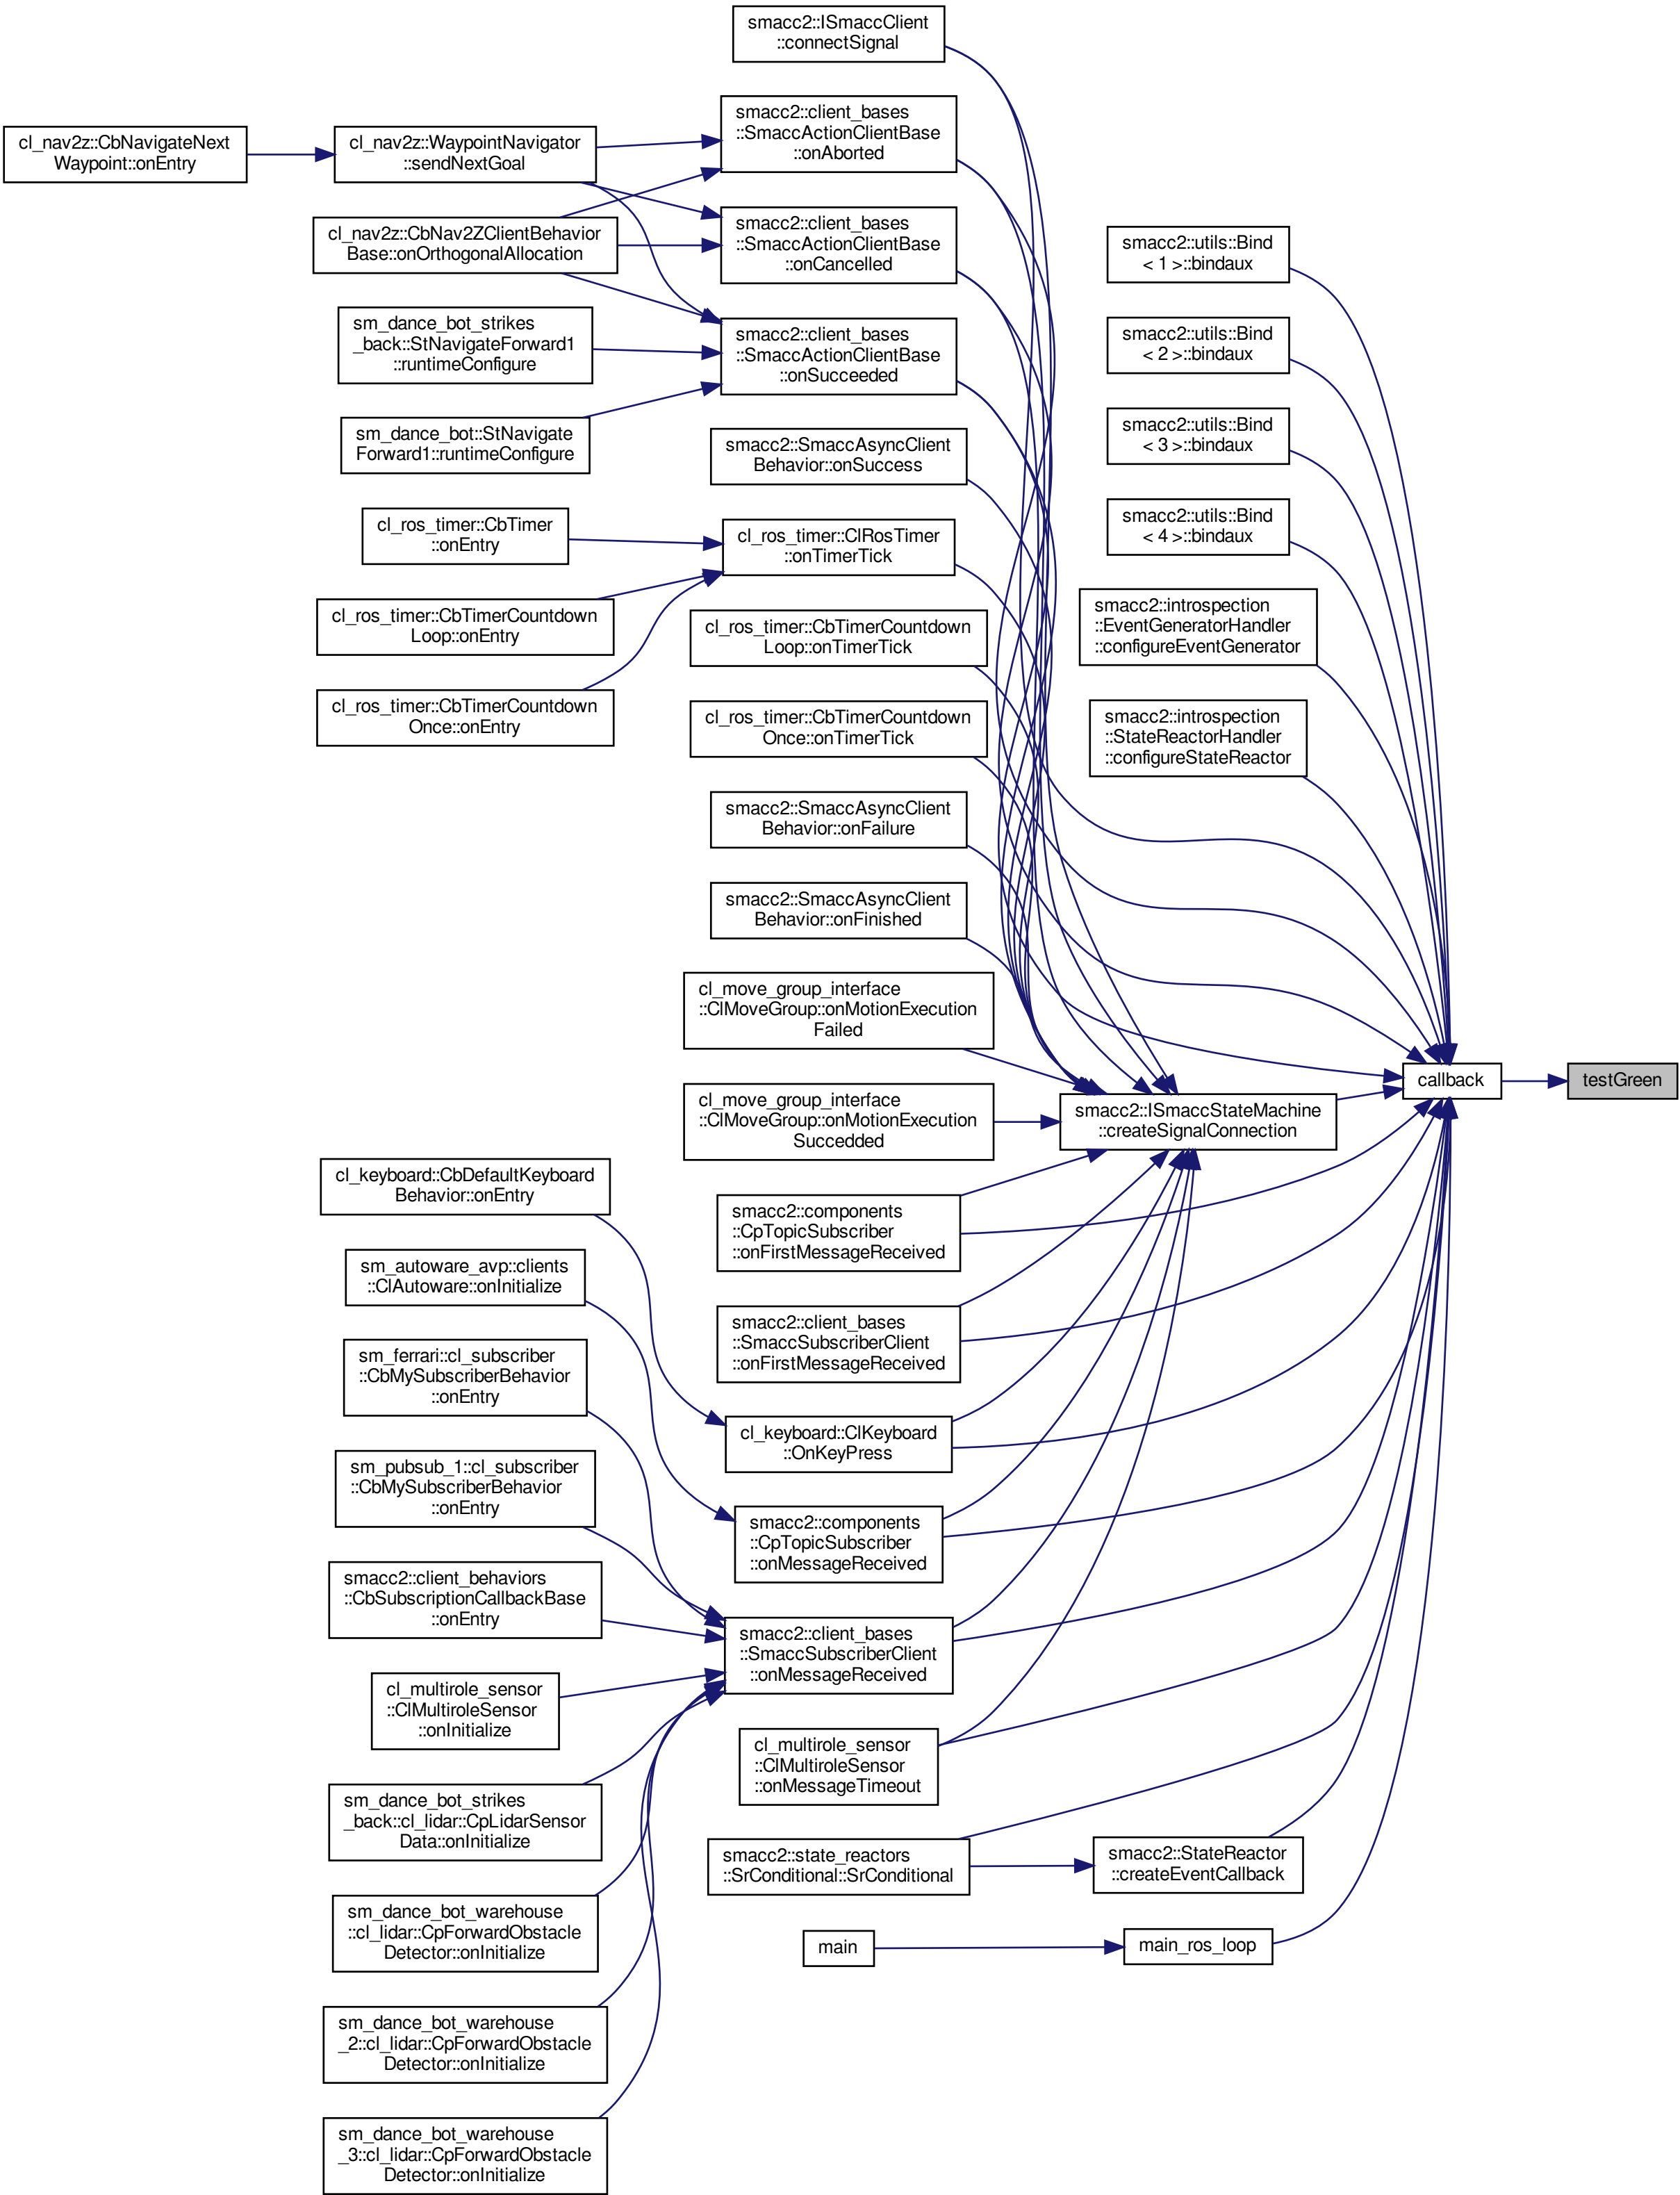 smacc2::ISmaccClient
::connectSignal
smacc2::client_bases
::SmaccActionClientBase
::onAborted
cl_nav2z::CbNavigateNext
Waypoint::onEntry
cl_nav2z::WaypointNavigator
::sendNextGoal
smacc2::client_bases
::SmaccActionClientBase
::onCancelled
cl_nav2z::CbNav2ZClientBehavior
Base::onOrthogonalAllocation
smacc2::utils::Bind
< 1 >::bindaux
sm_dance_bot_strikes
_back::StNavigateForward1
::runtimeConfigure
smacc2::client_bases
::SmaccActionClientBase
::onSucceeded
smacc2::utils::Bind
< 2 >::bindaux
sm_dance_bot::StNavigate
Forward1::runtimeConfigure
smacc2::SmaccAsyncClient
Behavior::onSuccess
smacc2::utils::Bind
< 3 >::bindaux
cl_ros_timer::CbTimer
::onEntry
cl_ros_timer::ClRosTimer
::onTimerTick
smacc2::utils::Bind
< 4 >::bindaux
cl_ros_timer::CbTimerCountdown
Loop::onEntry
cl_ros_timer::CbTimerCountdown
Loop::onTimerTick
smacc2::introspection
::EventGeneratorHandler
::configureEventGenerator
cl_ros_timer::CbTimerCountdown
Once::onEntry
cl_ros_timer::CbTimerCountdown
Once::onTimerTick
smacc2::introspection
::StateReactorHandler
::configureStateReactor
smacc2::SmaccAsyncClient
Behavior::onFailure
smacc2::SmaccAsyncClient
Behavior::onFinished
cl_move_group_interface
::ClMoveGroup::onMotionExecution
Failed
callback
testGreen
cl_move_group_interface
::ClMoveGroup::onMotionExecution
Succedded
smacc2::ISmaccStateMachine
::createSignalConnection
cl_keyboard::CbDefaultKeyboard
Behavior::onEntry
smacc2::components
::CpTopicSubscriber
::onFirstMessageReceived
sm_autoware_avp::clients
::ClAutoware::onInitialize
smacc2::client_bases
::SmaccSubscriberClient
::onFirstMessageReceived
sm_ferrari::cl_subscriber
::CbMySubscriberBehavior
::onEntry
cl_keyboard::ClKeyboard
::OnKeyPress
sm_pubsub_1::cl_subscriber
::CbMySubscriberBehavior
::onEntry
smacc2::components
::CpTopicSubscriber
::onMessageReceived
smacc2::client_behaviors
::CbSubscriptionCallbackBase
::onEntry
smacc2::client_bases
::SmaccSubscriberClient
::onMessageReceived
cl_multirole_sensor
::ClMultiroleSensor
::onInitialize
cl_multirole_sensor
::ClMultiroleSensor
::onMessageTimeout
sm_dance_bot_strikes
_back::cl_lidar::CpLidarSensor
Data::onInitialize
smacc2::state_reactors
::SrConditional::SrConditional
smacc2::StateReactor
::createEventCallback
sm_dance_bot_warehouse
::cl_lidar::CpForwardObstacle
Detector::onInitialize
main
main_ros_loop
sm_dance_bot_warehouse
_2::cl_lidar::CpForwardObstacle
Detector::onInitialize
sm_dance_bot_warehouse
_3::cl_lidar::CpForwardObstacle
Detector::onInitialize